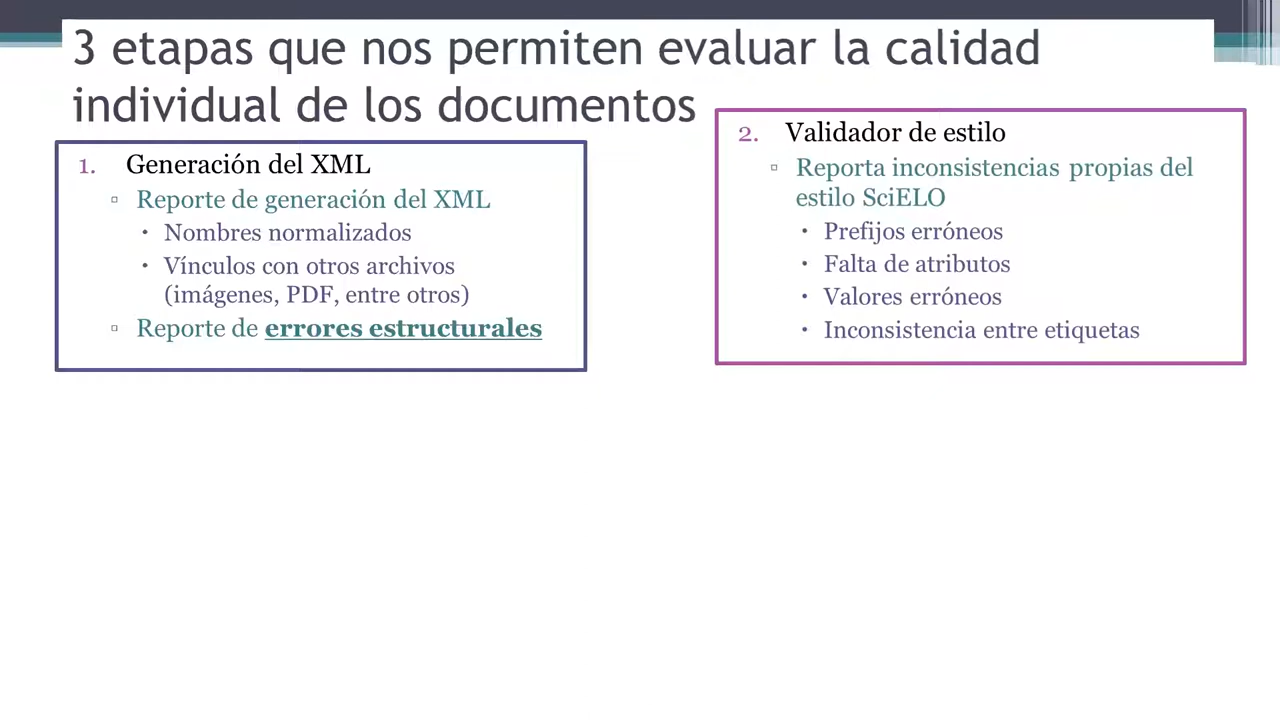 3 etapas que nos permiten evaluar la calidad
individual de los documentos
1. Generación del XML
▫ Reporte de generación del XML
• Nombres normalizados
• Vínculos con otros archivos
(imágenes, PDF, entre otros)
▫ Reporte de errores estructurales
2. Validador de estilo
▫ Reporta inconsistencias propias del
estilo SciELO
• Prefijos erróneos
• Falta de atributos
• Valores erróneos
• Inconsistencia entre etiquetas